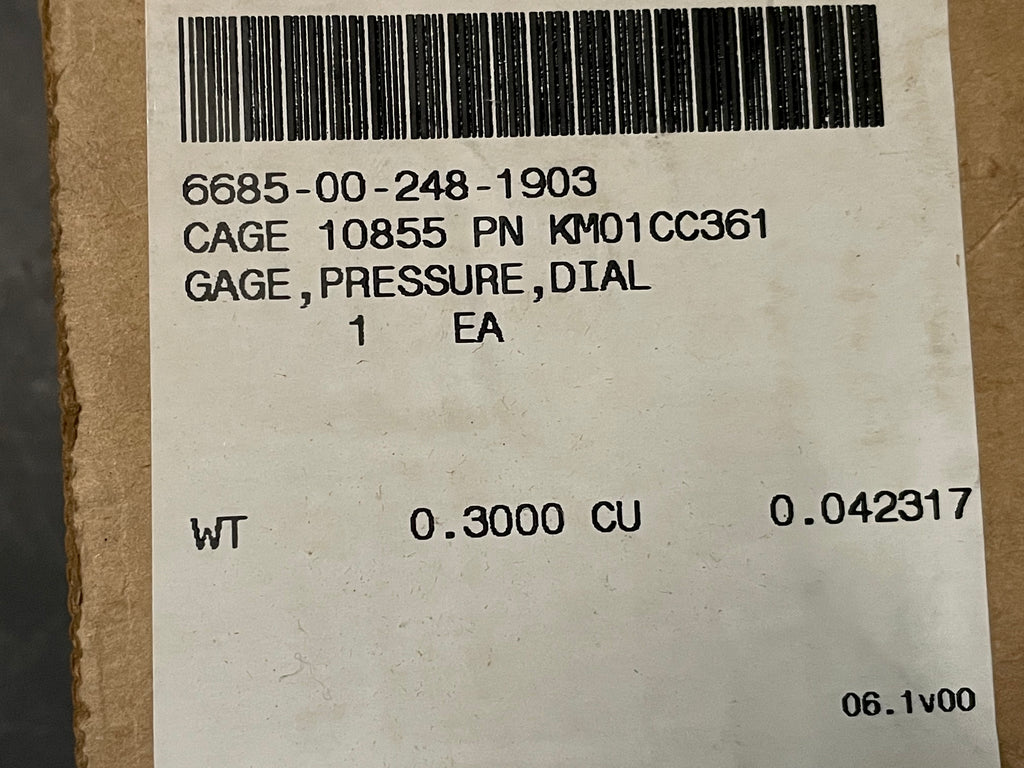 6685-00-248-1903
CAGE 10855 PN KM01CC361
GAGE,PRESSURE,DIAL
1 EA
WT 0.3000 CU 0.042317
06.1v00